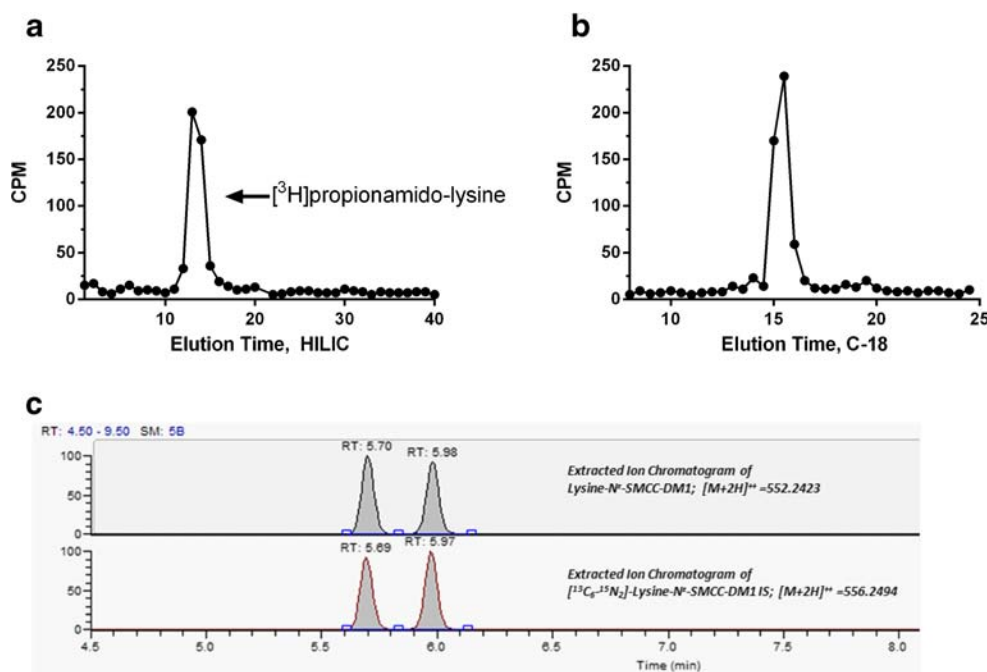 a
250
200
150
100
50
0
CPM
[³H]propionamido-lysine
10 20 30 40
Elution Time, HILIC
b
250
200
150
100
50
0
CPM
10 15 20 25
Elution Time, C-18
c
RT: 4.50 - 9.50 SM: 5B
RT: 5.70
RT: 5.98
100
50
0
Extracted Ion Chromatogram of
Lysine-Nᵋ-SMCC-DM1; [M+2H]⁺⁺ =552.2423
RT: 5.69
RT: 5.97
100
50
0
Extracted Ion Chromatogram of
[¹³C₆-¹⁵N₂]-Lysine-Nᵋ-SMCC-DM1 IS; [M+2H]⁺⁺ =556.2494
4.5 5.0 5.5 6.0 6.5 7.0 7.5 8.0
Time (min)